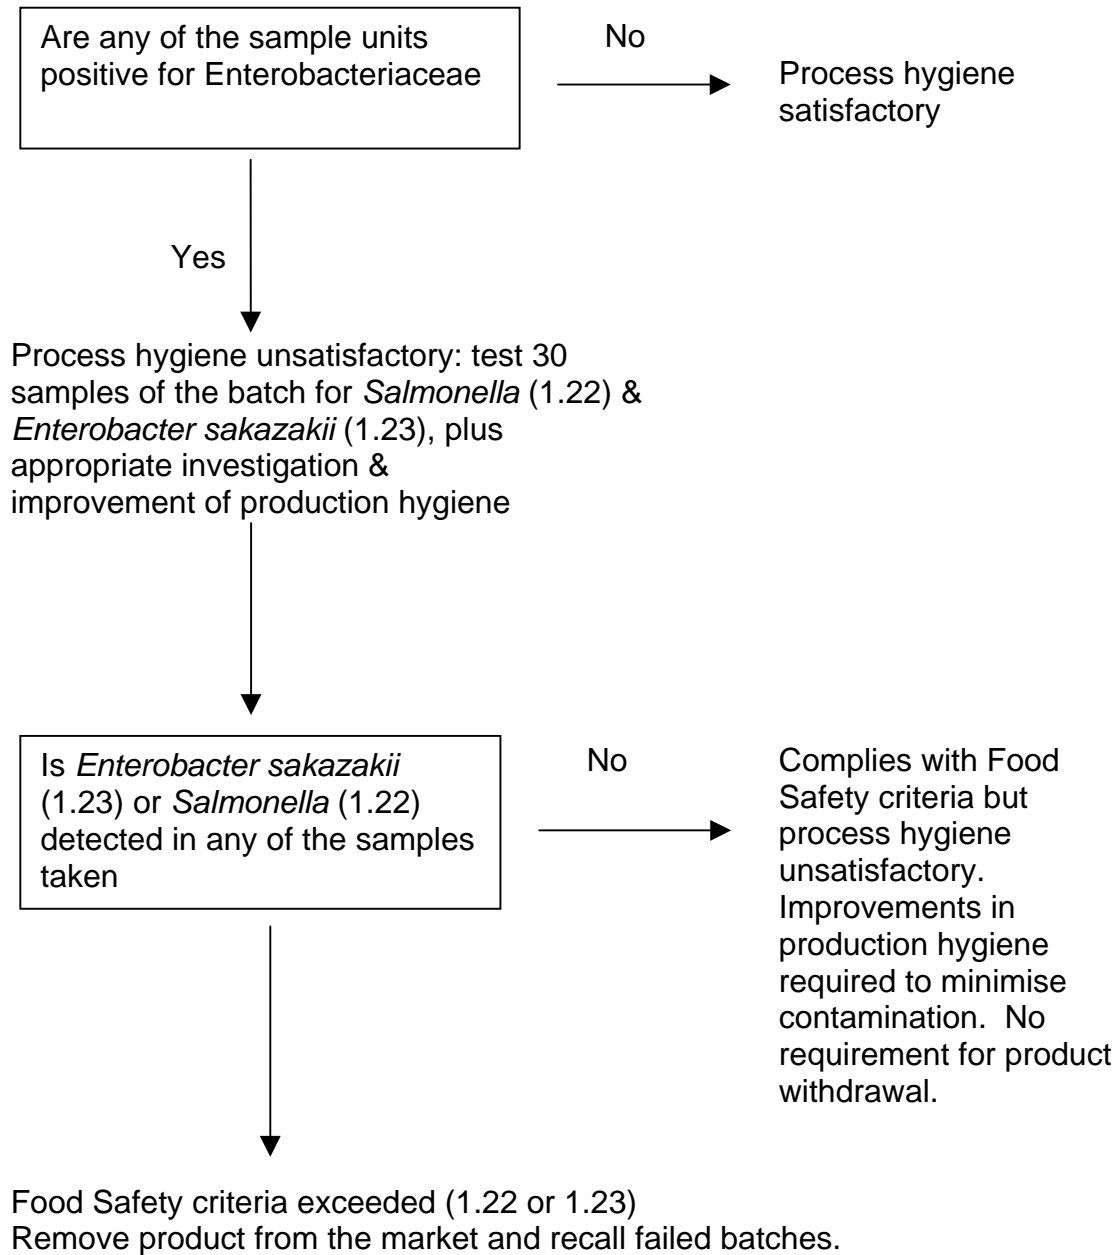 Are any of the sample units
positive for Enterobacteriaceae
No
Process hygiene
satisfactory
Yes
Process hygiene unsatisfactory: test 30
samples of the batch for Salmonella (1.22) &
Enterobacter sakazakii (1.23), plus
appropriate investigation &
improvement of production hygiene
Is Enterobacter sakazakii
(1.23) or Salmonella (1.22)
detected in any of the samples
taken
No
Complies with Food
Safety criteria but
process hygiene
unsatisfactory.
Improvements in
production hygiene
required to minimise
contamination.  No
requirement for product
withdrawal.
Food Safety criteria exceeded (1.22 or 1.23)
Remove product from the market and recall failed batches.